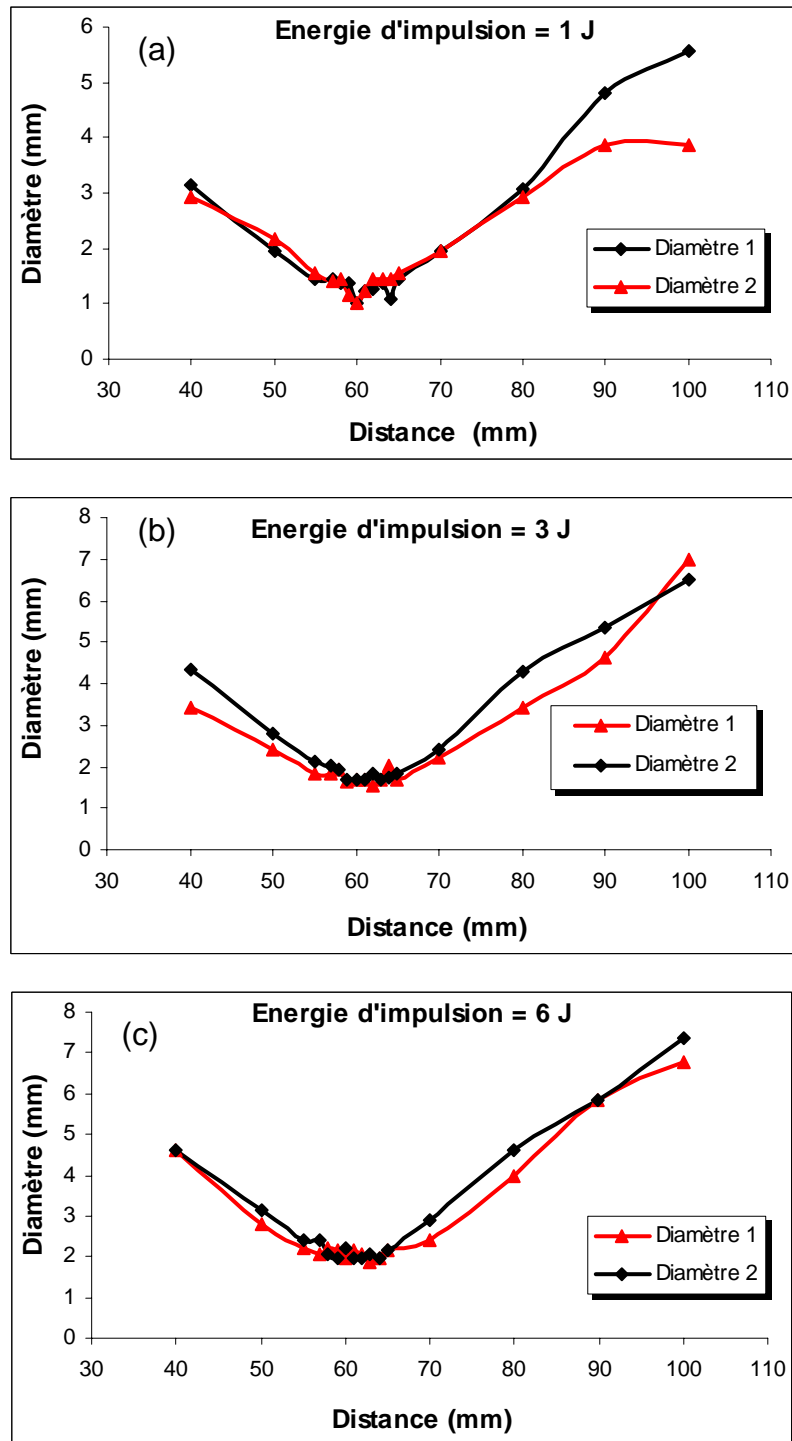 (a)
Energie d'impulsion = 1 J
Diamètre (mm)
6
5
4
3
2
1
0
Diamètre 1
Diamètre 2
30 40 50 60 70 80 90 100 110
Distance (mm)
(b)
Energie d'impulsion = 3 J
Diamètre (mm)
8
7
6
5
4
3
2
1
0
Diamètre 1
Diamètre 2
30 40 50 60 70 80 90 100 110
Distance (mm)
(c)
Energie d'impulsion = 6 J
Diamètre (mm)
8
7
6
5
4
3
2
1
0
Diamètre 1
Diamètre 2
30 40 50 60 70 80 90 100 110
Distance (mm)